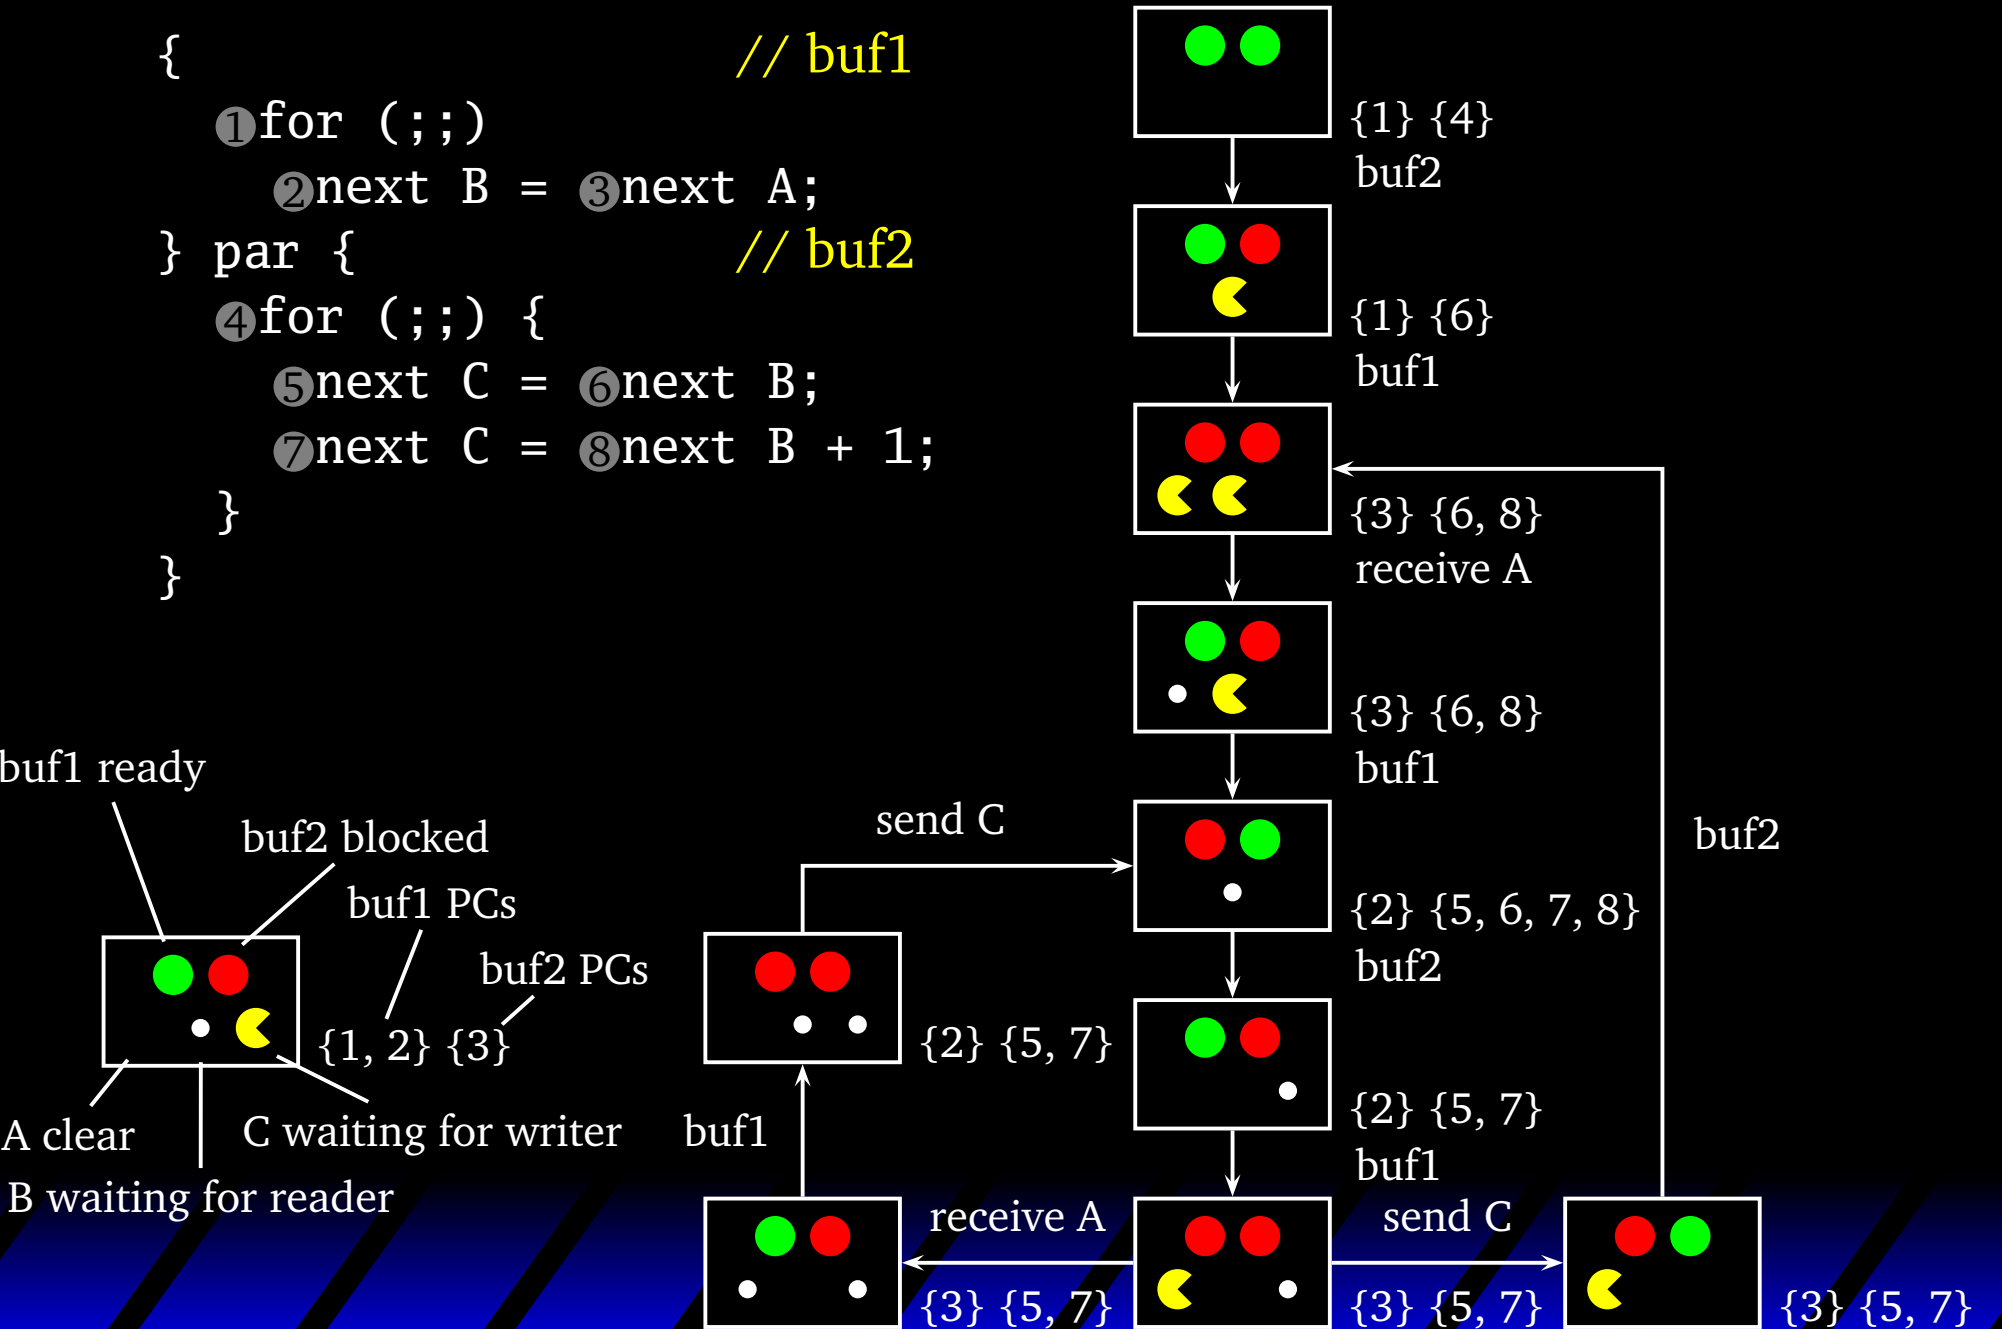 { // buf1
1for (;;)
2next B = 3next A;
} par { // buf2
4for (;;) {
5next C = 6next B;
7next C = 8next B + 1;
}
}
{1} {4}
buf2
{1} {6}
buf1
{3} {6, 8}
receive A
{3} {6, 8}
buf1
send C
buf2
{2} {5, 6, 7, 8}
buf2
{2} {5, 7}
{2} {5, 7}
buf1
buf1
receive A
send C
{3} {5, 7}
{3} {5, 7}
{3} {5, 7}
buf1 ready
buf2 blocked
buf1 PCs
buf2 PCs
{1, 2} {3}
A clear
C waiting for writer
B waiting for reader